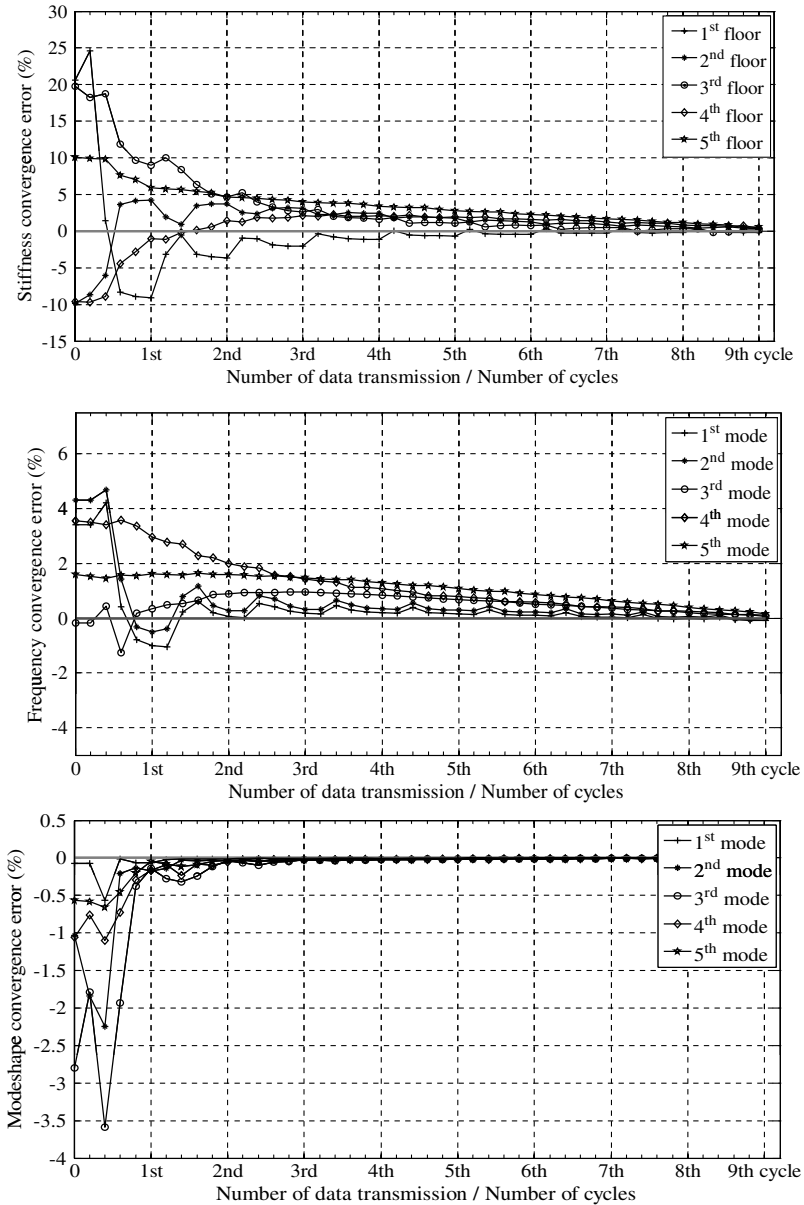 30
25
20
15
10
5
0
-5
-10
-15
Stiffness convergence error (%)
1st floor
2nd floor
3rd floor
4th floor
5th floor
0 1st 2nd 3rd 4th 5th 6th 7th 8th 9th cycle
Number of data transmission / Number of cycles
6
4
2
0
-2
-4
Frequency convergence error (%)
1st mode
2nd mode
3rd mode
4th mode
5th mode
0 1st 2nd 3rd 4th 5th 6th 7th 8th 9th cycle
Number of data transmission / Number of cycles
0.5
0
-0.5
-1
-1.5
-2
-2.5
-3
-3.5
-4
Modeshape convergence error (%)
1st mode
2nd mode
3rd mode
4th mode
5th mode
0 1st 2nd 3rd 4th 5th 6th 7th 8th 9th cycle
Number of data transmission / Number of cycles